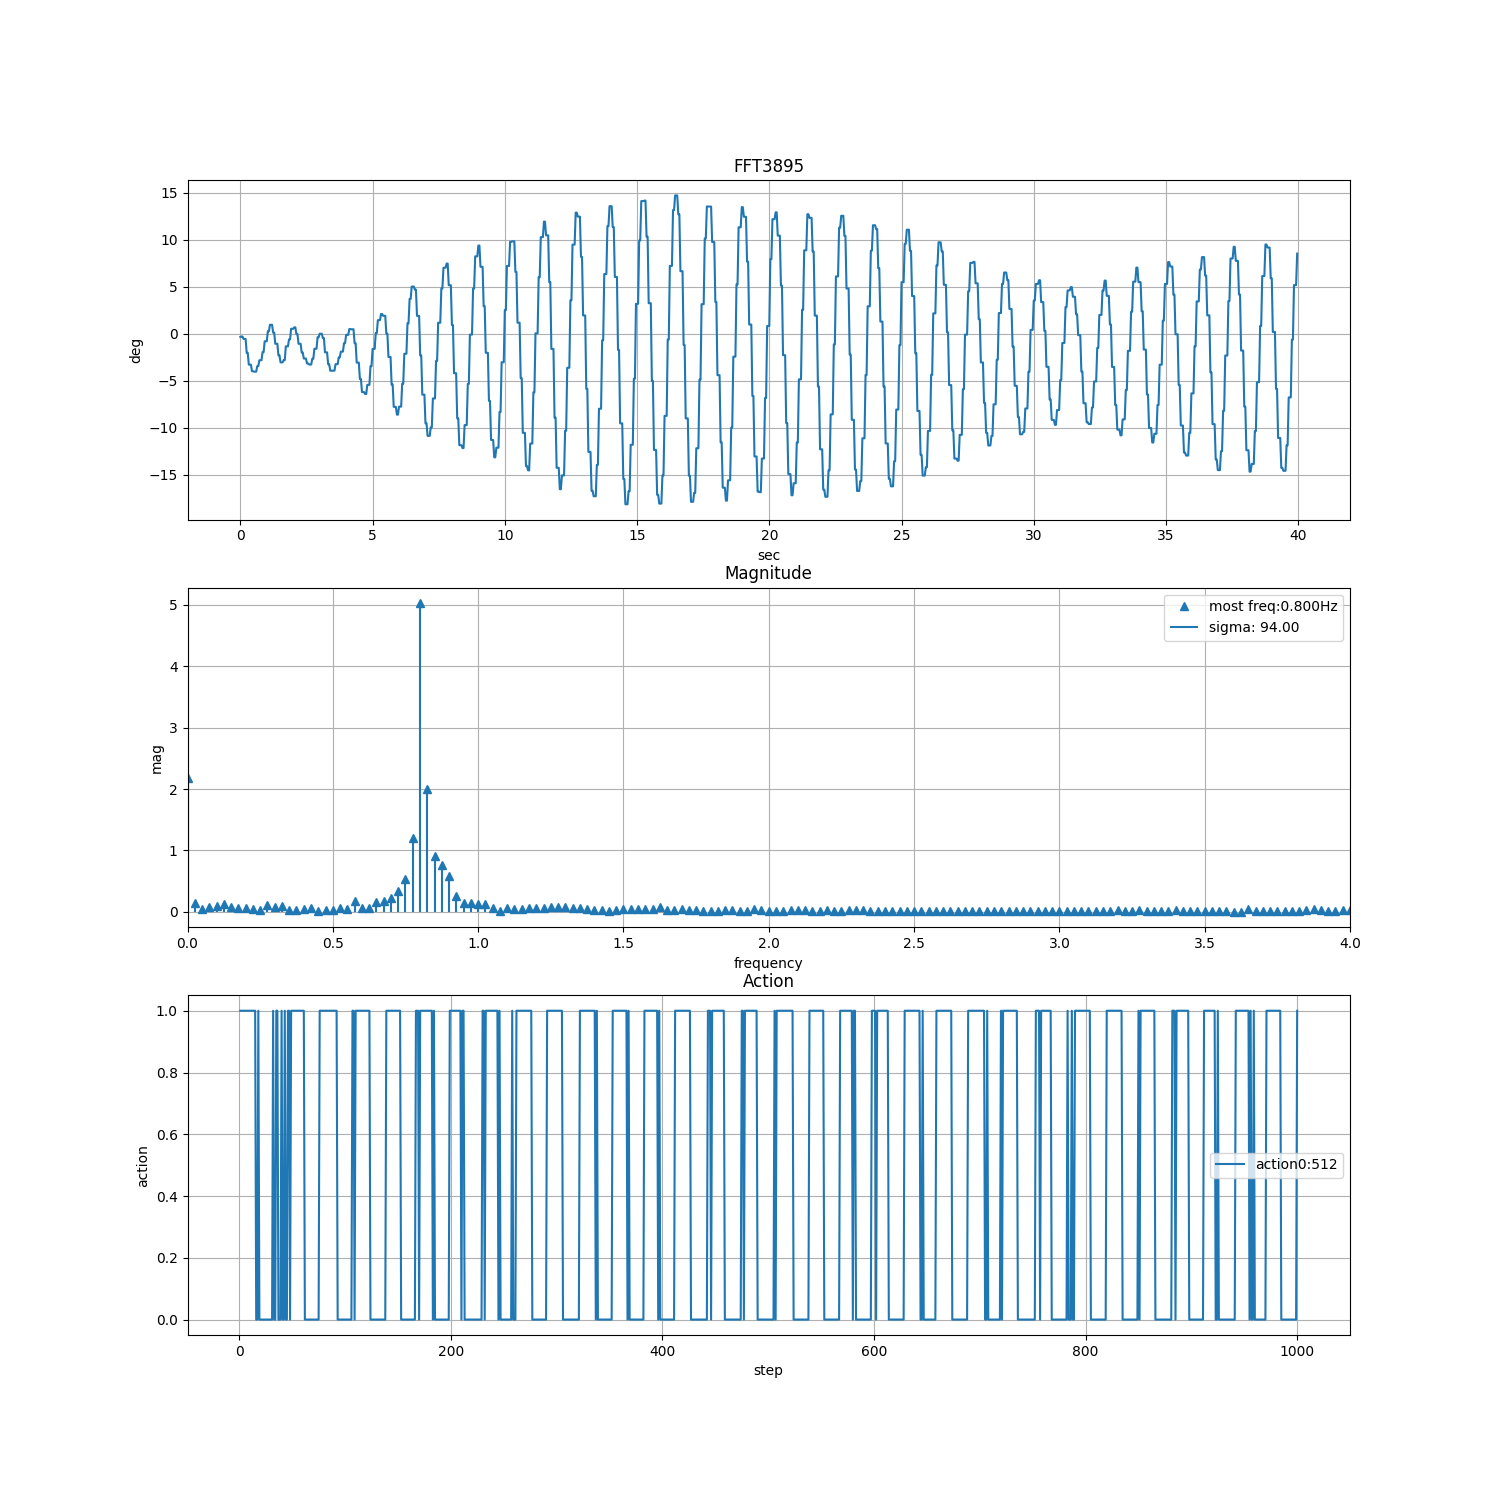 FFT3895
15
10
5
0
−5
−10
−15
deg
0 5 10 15 20 25 30 35 40
sec
Magnitude
most freq:0.800Hz
sigma: 94.00
5
4
3
2
1
0
mag
0.0 0.5 1.0 1.5 2.0 2.5 3.0 3.5 4.0
frequency
Action
1.0
0.8
0.6
0.4
0.2
0.0
action
action0:512
0 200 400 600 800 1000
step